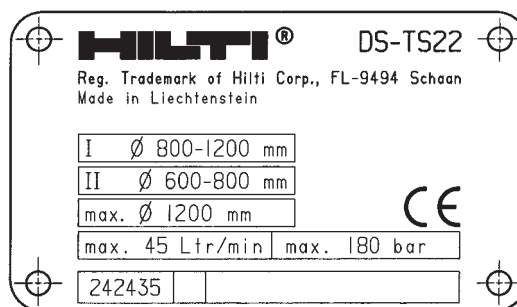 HILTI® DS-TS22
Reg. Trademark of Hilti Corp., FL-9494 Schaan
Made in Liechtenstein
I Ø 800-1200 mm
II Ø 600-800 mm
max. Ø 1200 mm
CE
max. 45 Ltr/min max. 180 bar
242435